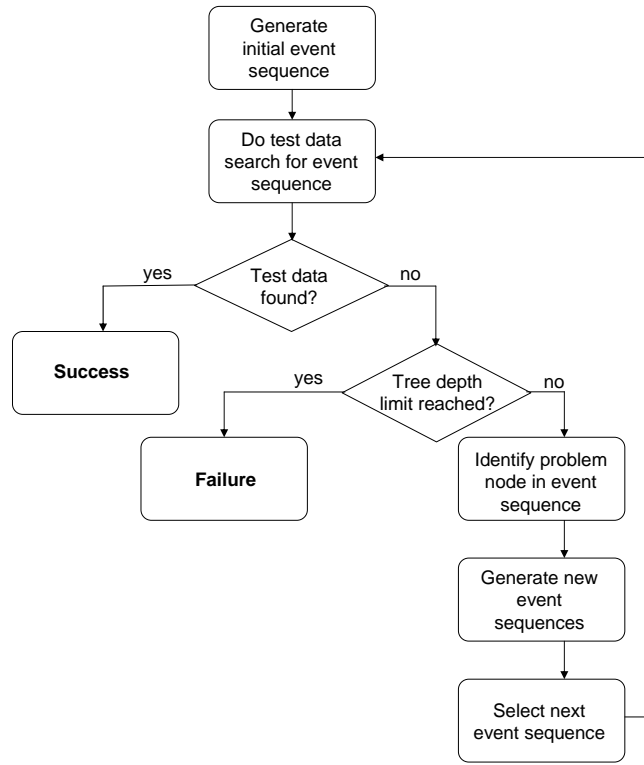 Generate
initial event
sequence
Do test data
search for event
sequence
yes
Test data
found?
no
Success
yes
Tree depth
limit reached?
no
Failure
Identify problem
node in event
sequence
Generate new
event
sequences
Select next
event sequence